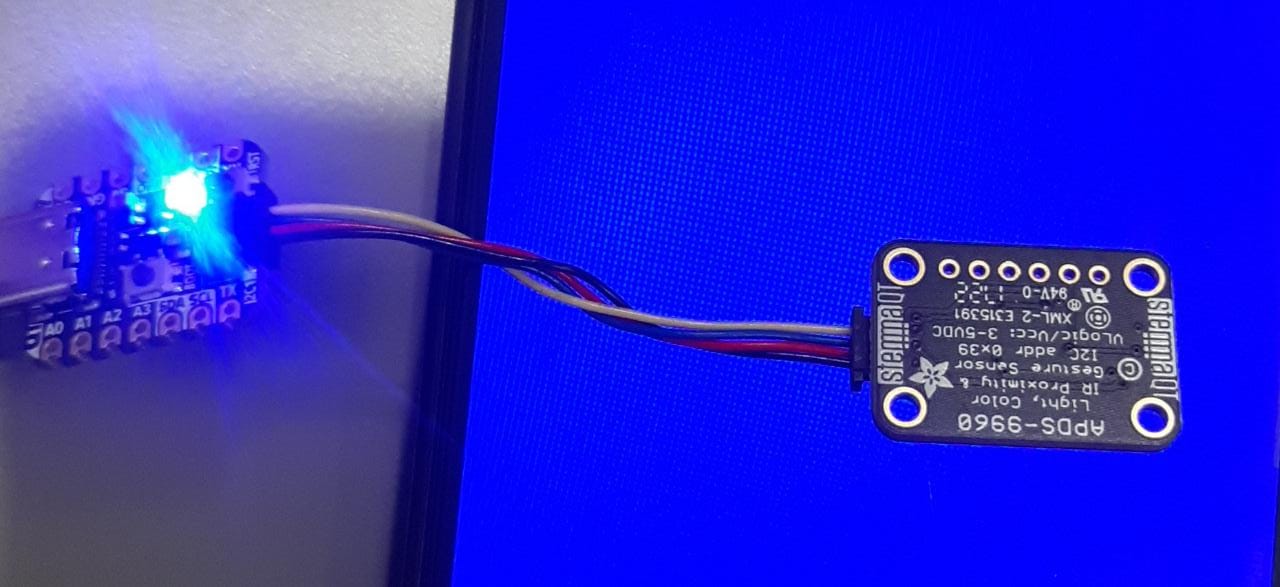 A0
A1
A2
A3
SDA
SCL
TX
APDS-9960
Light, Color
IR Proximity &
Gesture Sensor
I2C addr 0x39
VLogic/Vcc: 3-5VDC
XML-2 E315391
94V-0
stemmaQT
stemmaQT
©
®